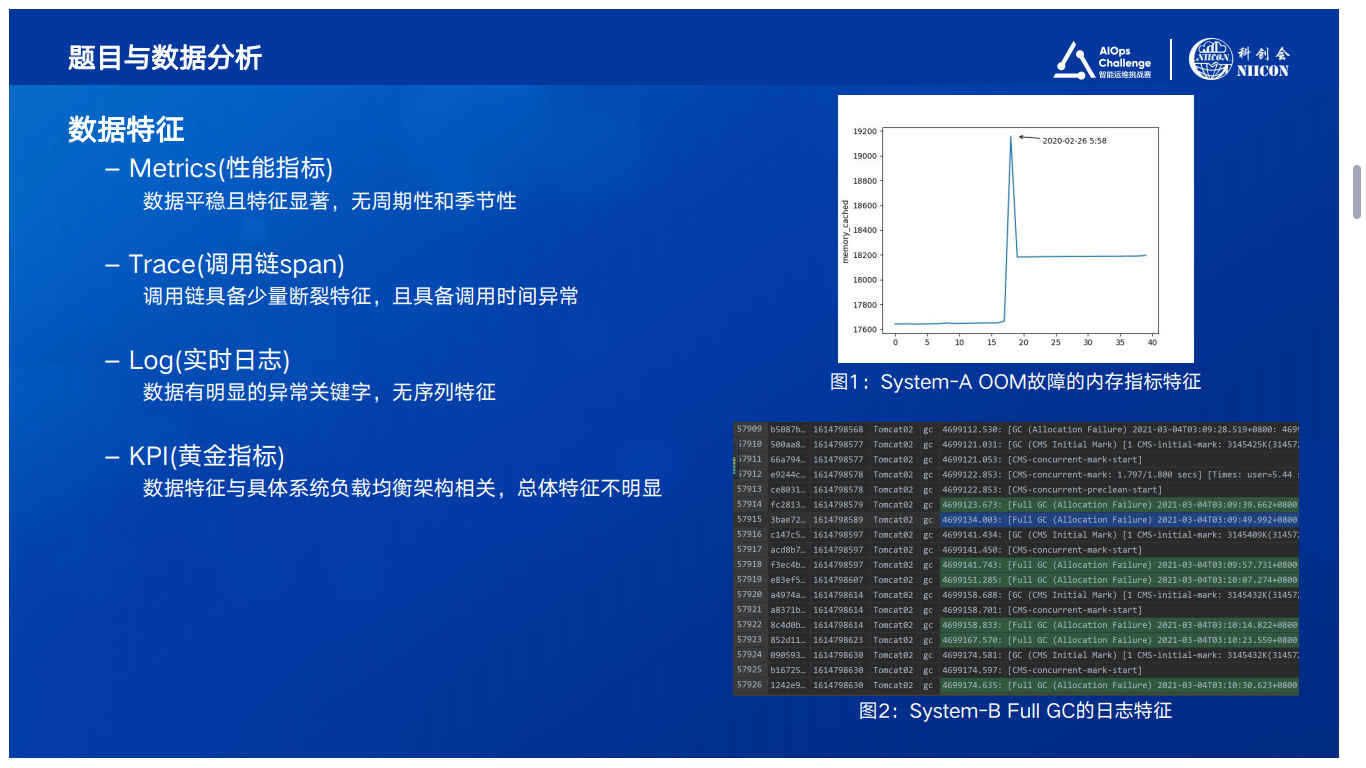 题目与数据分析
AIOps
Challenge
智能运维挑战赛
NIICON
科创会
NIICON
数据特征
– Metrics(性能指标)
数据平稳且特征显著，无周期性和季节性
– Trace(调用链span)
调用链具备少量断裂特征，且具备调用时间异常
– Log(实时日志)
数据有明显的异常关键字，无序列特征
– KPI(黄金指标)
数据特征与具体系统负载均衡架构相关，总体特征不明显
memory_cached
19200
19000
18800
18600
18400
18200
18000
17800
17600
2020-02-26 5:58
0 5 10 15 20 25 30 35 40
图1：System-A OOM故障的内存指标特征
57909 b5087b… 1614798568 Tomcat02 gc 4699112.530: [GC (Allocation Failure) 2021-03-04T03:09:28.519+0800: 469
57910 500aa8… 1614798577 Tomcat02 gc 4699121.031: [GC (CMS Initial Mark) [1 CMS-initial-mark: 3145425K(31457
57911 66a794… 1614798577 Tomcat02 gc 4699121.053: [CMS-concurrent-mark-start]
57912 e9244c… 1614798578 Tomcat02 gc 4699122.853: [CMS-concurrent-mark: 1.797/1.800 secs] [Times: user=5.44
57913 ce8031… 1614798578 Tomcat02 gc 4699122.853: [CMS-concurrent-preclean-start]
57914 fc2813… 1614798579 Tomcat02 gc 4699123.673: [Full GC (Allocation Failure) 2021-03-04T03:09:39.662+0800
57915 3bae72… 1614798589 Tomcat02 gc 4699134.003: [Full GC (Allocation Failure) 2021-03-04T03:09:49.992+0800
57916 c147c5… 1614798597 Tomcat02 gc 4699141.434: [GC (CMS Initial Mark) [1 CMS-initial-mark: 3145409K(31457
57917 acd8b7… 1614798597 Tomcat02 gc 4699141.450: [CMS-concurrent-mark-start]
57918 f3ec4b… 1614798597 Tomcat02 gc 4699141.743: [Full GC (Allocation Failure) 2021-03-04T03:09:57.731+0800
57919 e83ef5… 1614798607 Tomcat02 gc 4699151.285: [Full GC (Allocation Failure) 2021-03-04T03:10:07.274+0800
57920 a4974a… 1614798614 Tomcat02 gc 4699158.688: [GC (CMS Initial Mark) [1 CMS-initial-mark: 3145432K(31457
57921 a8371b… 1614798614 Tomcat02 gc 4699158.701: [CMS-concurrent-mark-start]
57922 8c4d0b… 1614798614 Tomcat02 gc 4699158.833: [Full GC (Allocation Failure) 2021-03-04T03:10:14.822+0800
57923 852d11… 1614798623 Tomcat02 gc 4699167.570: [Full GC (Allocation Failure) 2021-03-04T03:10:23.559+0800
57924 090593… 1614798630 Tomcat02 gc 4699174.581: [GC (CMS Initial Mark) [1 CMS-initial-mark: 3145432K(31457
57925 b16725… 1614798630 Tomcat02 gc 4699174.597: [CMS-concurrent-mark-start]
57926 1242e9… 1614798630 Tomcat02 gc 4699174.635: [Full GC (Allocation Failure) 2021-03-04T03:10:30.623+0800
图2：System-B Full GC的日志特征